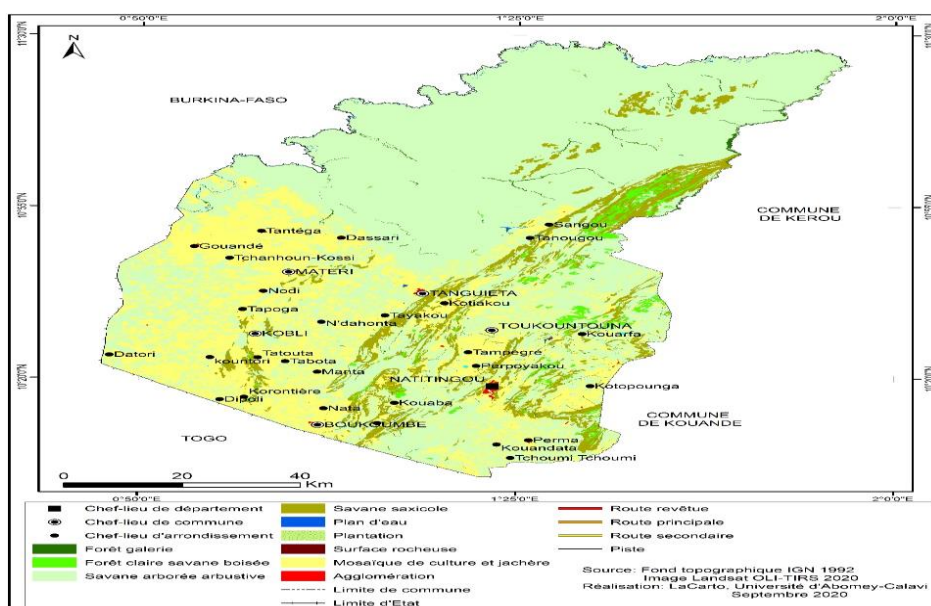 0°50'0"E 1°25'0"E 2°0'0"E
11°30'0"N
N
BURKINA-FASO
10°55'0"N
COMMUNE
DE KEROU
Sangou
Tantéga
Dassari
Tanougou
Gouandé
Tchanhoun-Kossi
MATERI
Nodi
TANGUIETA
Kotiakou
Tapoga
Tayakou
N'dahonta
TOUKOUNTOUNA
KOBLI
Kouarfa
Datori
kountori
Tatouta
Tabota
Tampègré
Perpoyakou
Manta
10°20'0"N
NATITINGOU
Kotopounga
Korontière
Dipoli
Kouaba
Nata
COMMUNE
DE KOUANDE
BOUKOUMBE
TOGO
Perma
Kouandata
Tchoumi Tchoumi
0 20 40
Km
0°50'0"E 1°25'0"E 2°0'0"E
Chef-lieu de département
Chef-lieu de commune
Chef-lieu d'arrondissement
Forêt galerie
Forêt claire savane boisée
Savane arborée arbustive
Savane saxicole
Plan d'eau
Plantation
Surface rocheuse
Mosaïque de culture et jachère
Agglomération
Limite de commune
Limite d'Etat
Route revêtue
Route principale
Route secondaire
Piste
Source: Fond topographique IGN 1992
Image Landsat OLI-TIRS 2020
Réalisation: LaCarto, Université d'Abomey-Calavi
Septembre 2020